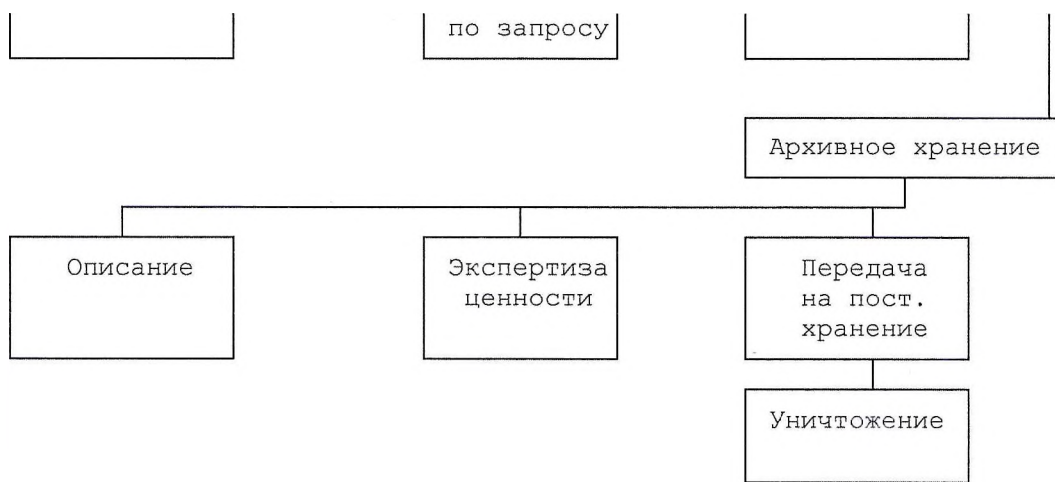 по запросу
Архивное хранение
Описание
Экспертиза
ценности
Передача
на пост.
хранение
Уничтожение